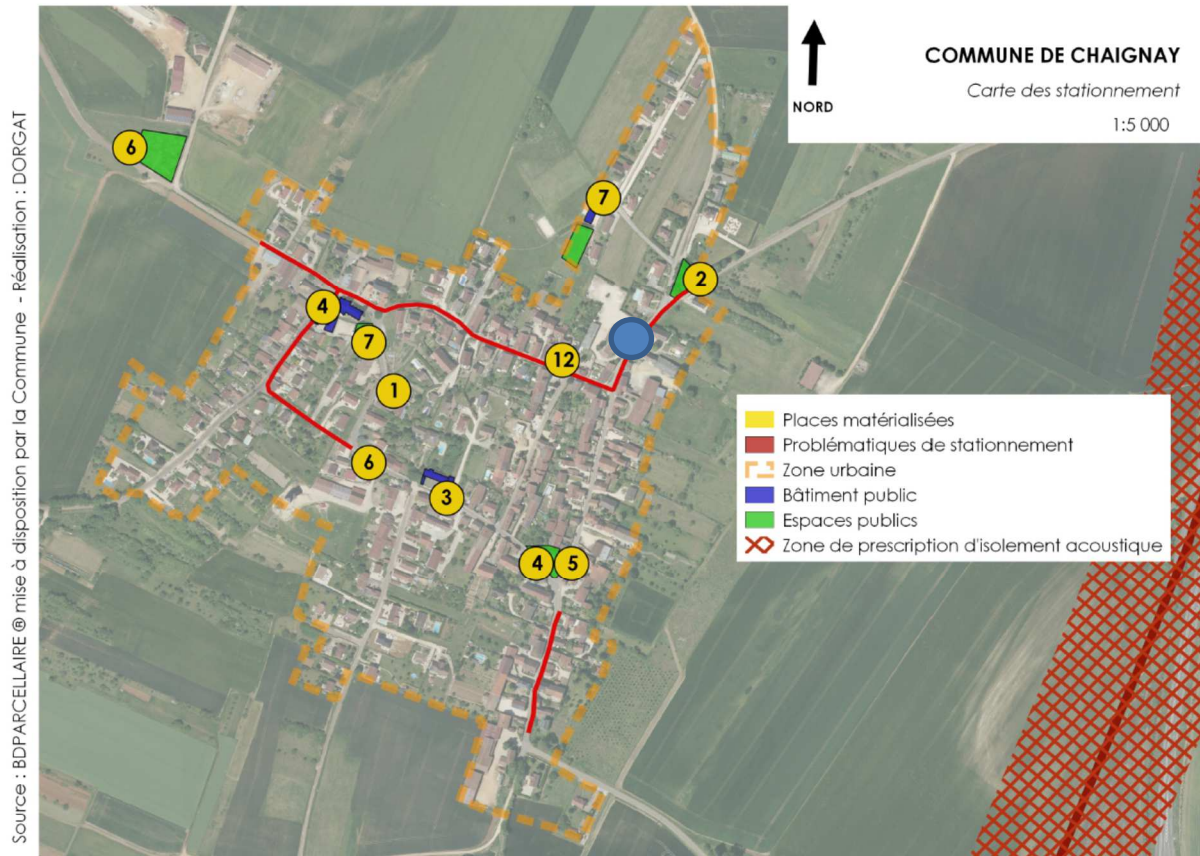 COMMUNE DE CHAIGNAY
Carte des stationnement
1:5 000
NORD
Source : BDPARCELLAIRE ® mise à disposition par la Commune - Réalisation : DORGAT
6
7
2
4
7
12
1
6
3
4
5
Places matérialisées
Problématiques de stationnement
Zone urbaine
Bâtiment public
Espaces publics
Zone de prescription d'isolement acoustique